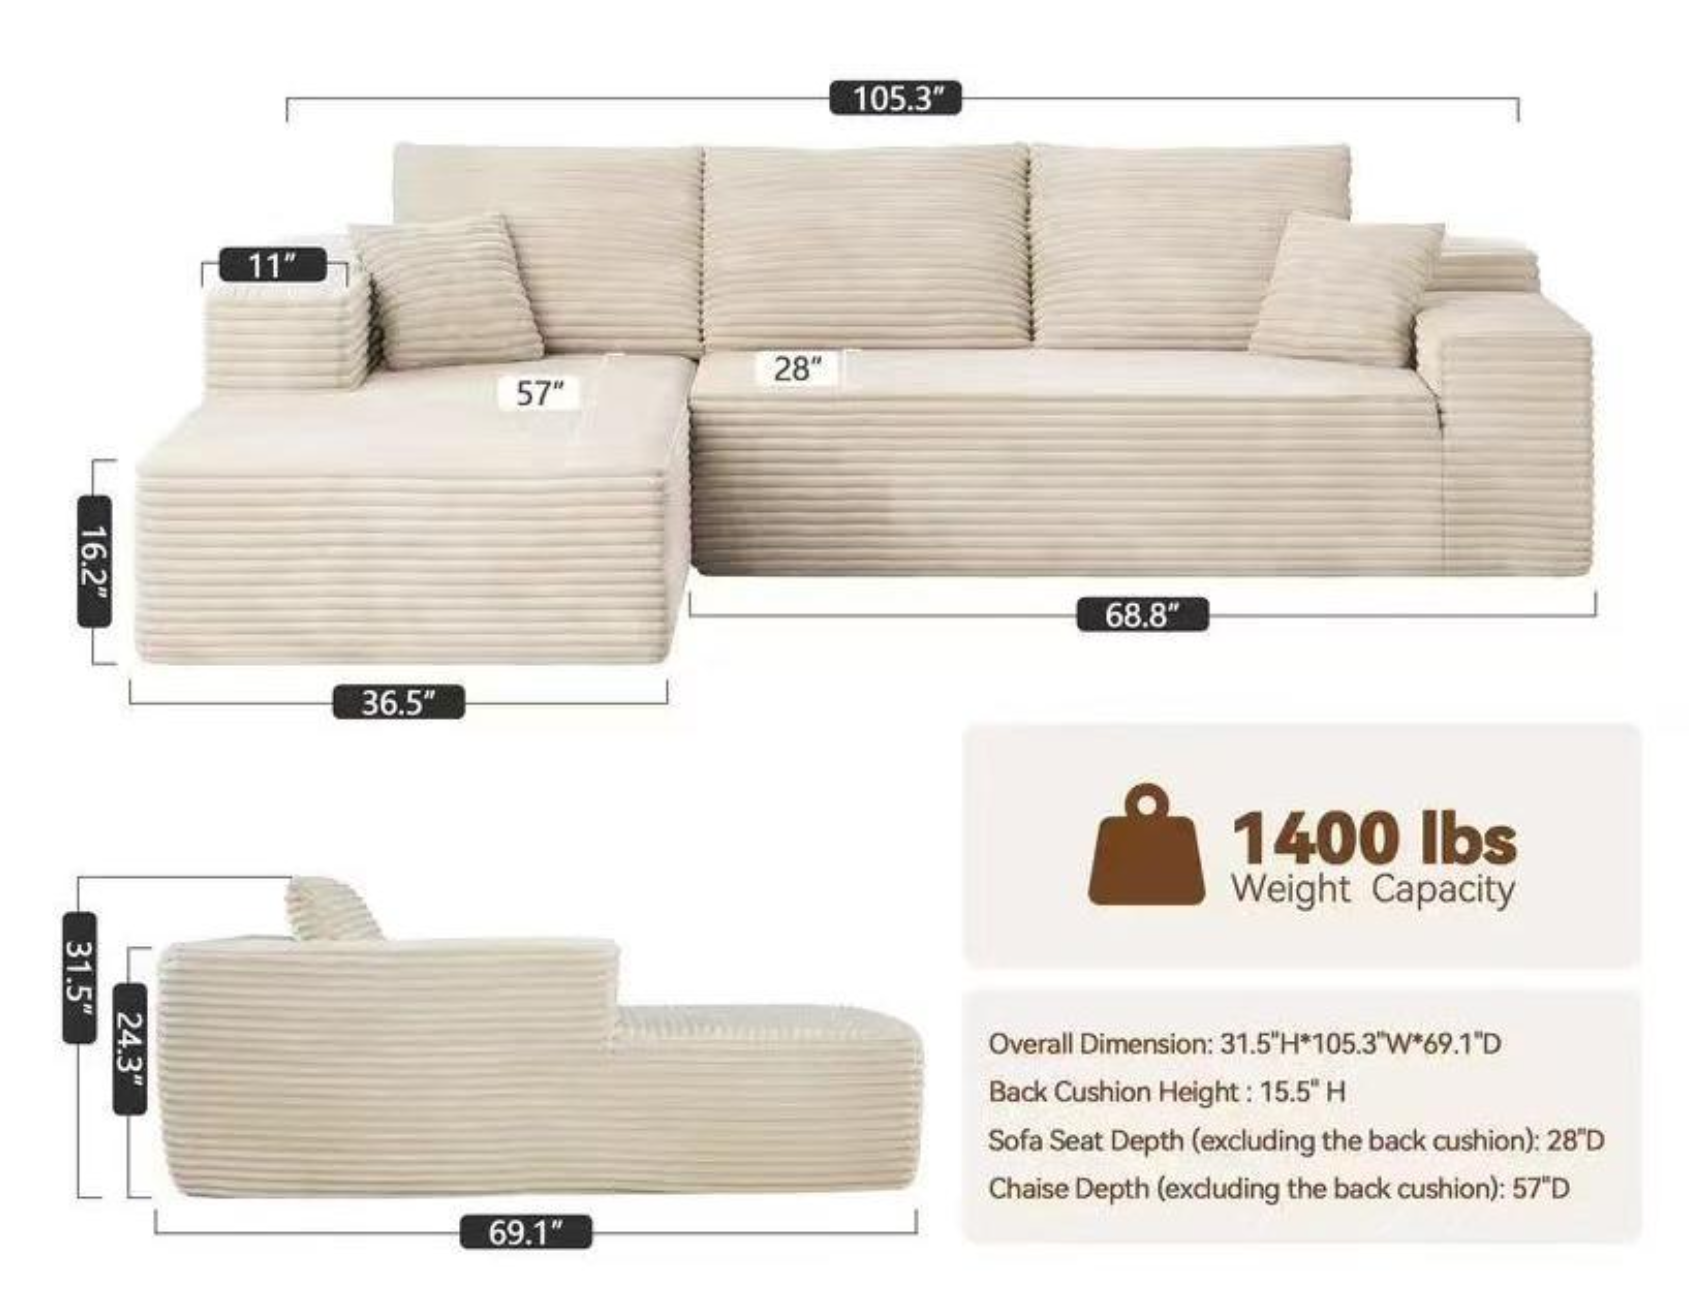 105.3"
11"
57"
28"
16.2"
68.8"
36.5"
1400 lbs
Weight Capacity
31.5"
24.3"
69.1"
Overall Dimension: 31.5"H*105.3"W*69.1"D
Back Cushion Height : 15.5" H
Sofa Seat Depth (excluding the back cushion): 28"D
Chaise Depth (excluding the back cushion): 57"D